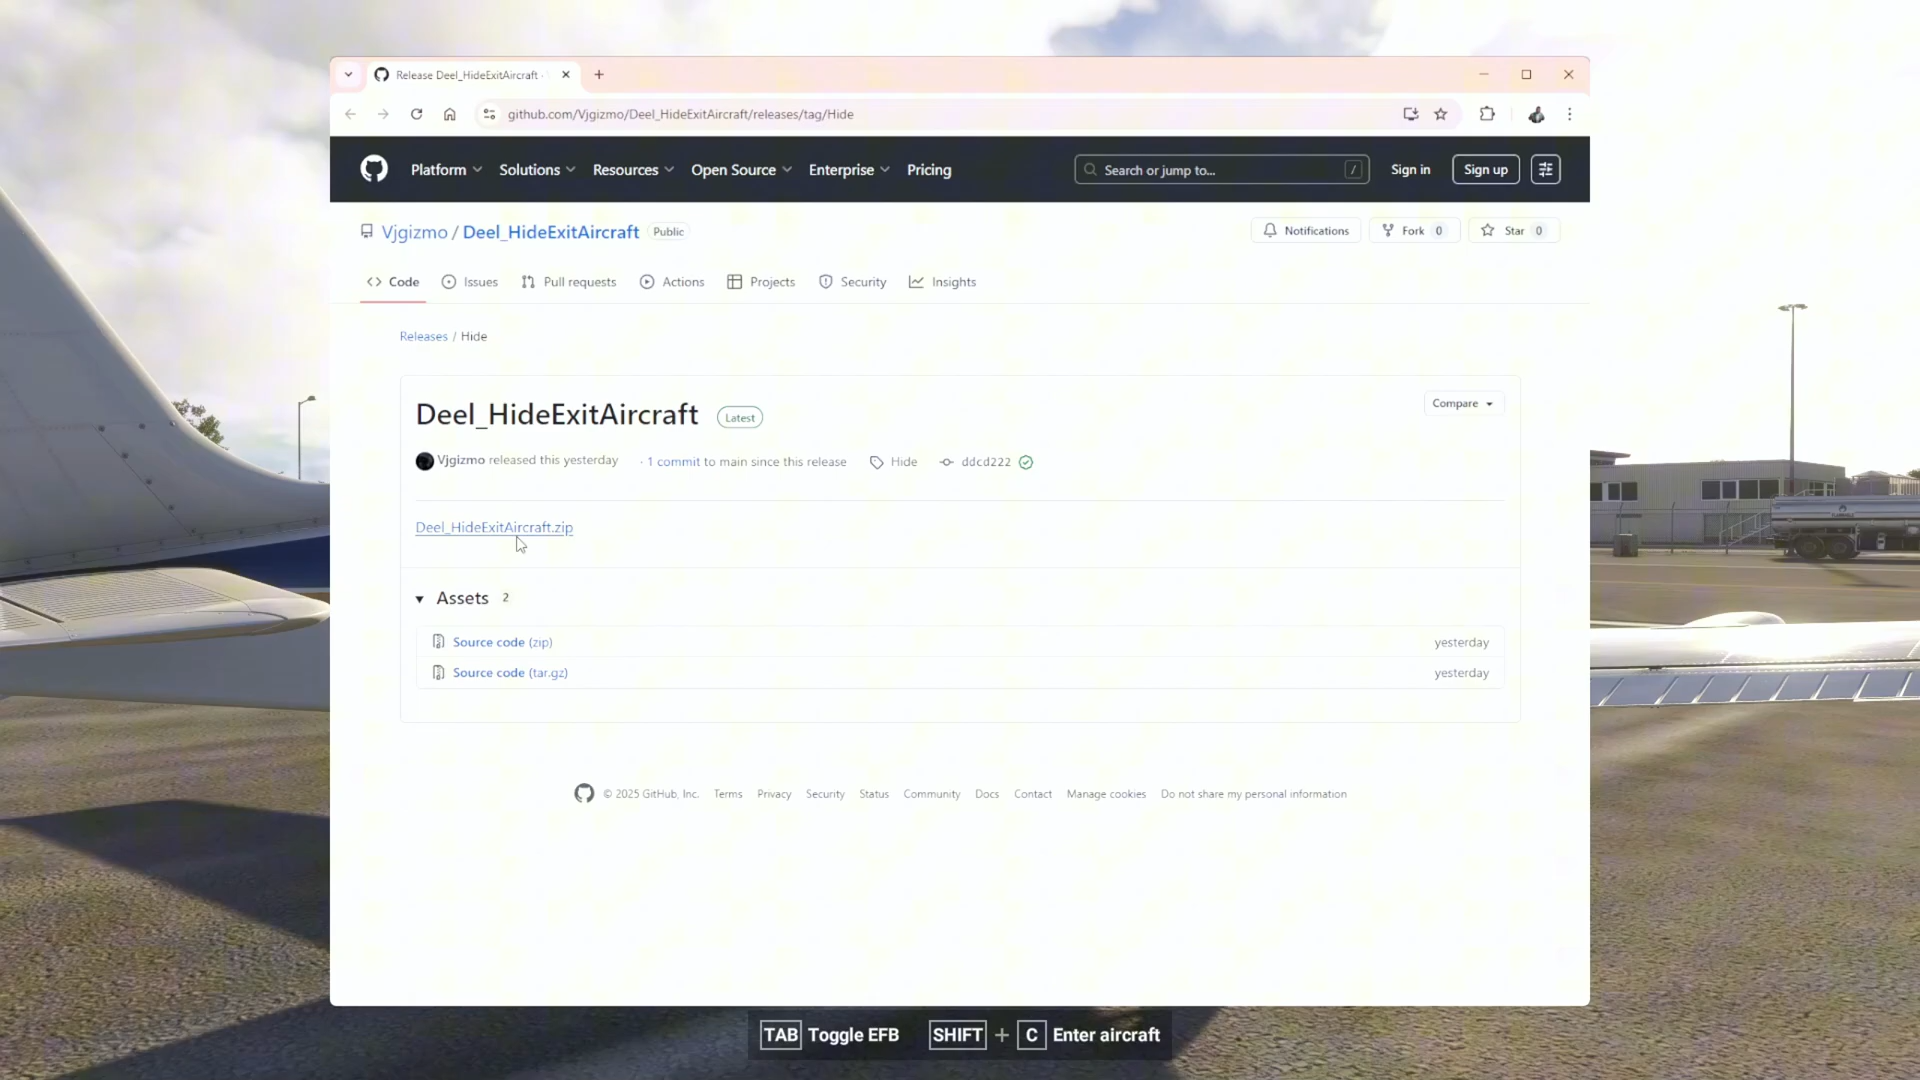 Release Deel_HideExitAircraft ·
github.com/Vjgizmo/Deel_HideExitAircraft/releases/tag/Hide
Platform Solutions Resources Open Source Enterprise Pricing Search or jump to... / Sign in Sign up
Vjgizmo / Deel_HideExitAircraft Public Notifications Fork 0 Star 0
Code Issues Pull requests Actions Projects Security Insights
Releases / Hide
Deel_HideExitAircraft Latest Compare
Vjgizmo released this yesterday · 1 commit to main since this release Hide ddcd222
Deel_HideExitAircraft.zip
Assets 2
Source code (zip) yesterday
Source code (tar.gz) yesterday
© 2025 GitHub, Inc. Terms Privacy Security Status Community Docs Contact Manage cookies Do not share my personal information
TAB Toggle EFB SHIFT + C Enter aircraft